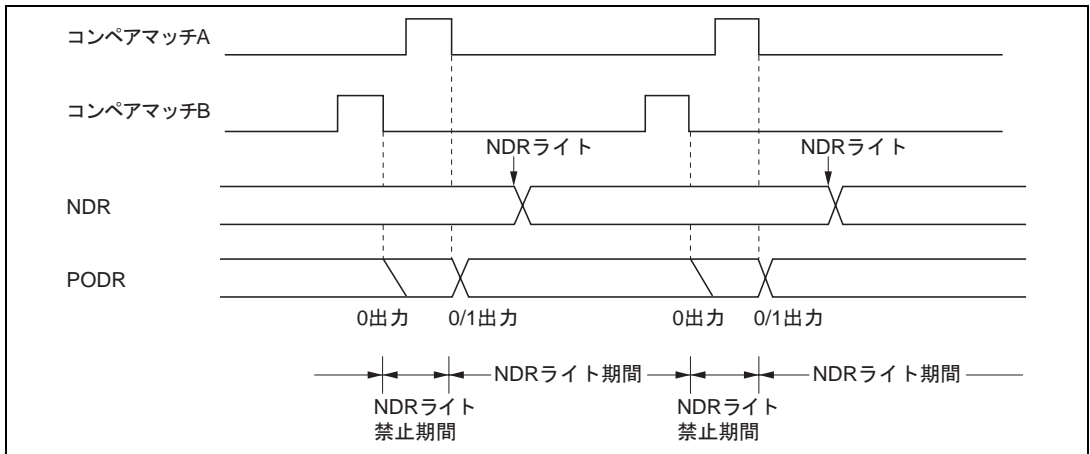 コンペアマッチA
コンペアマッチB
NDRライト NDRライト
NDR
PODR
0出力 0/1出力 0出力 0/1出力
NDRライト期間 NDRライト期間
NDRライト NDRライト
禁止期間 禁止期間